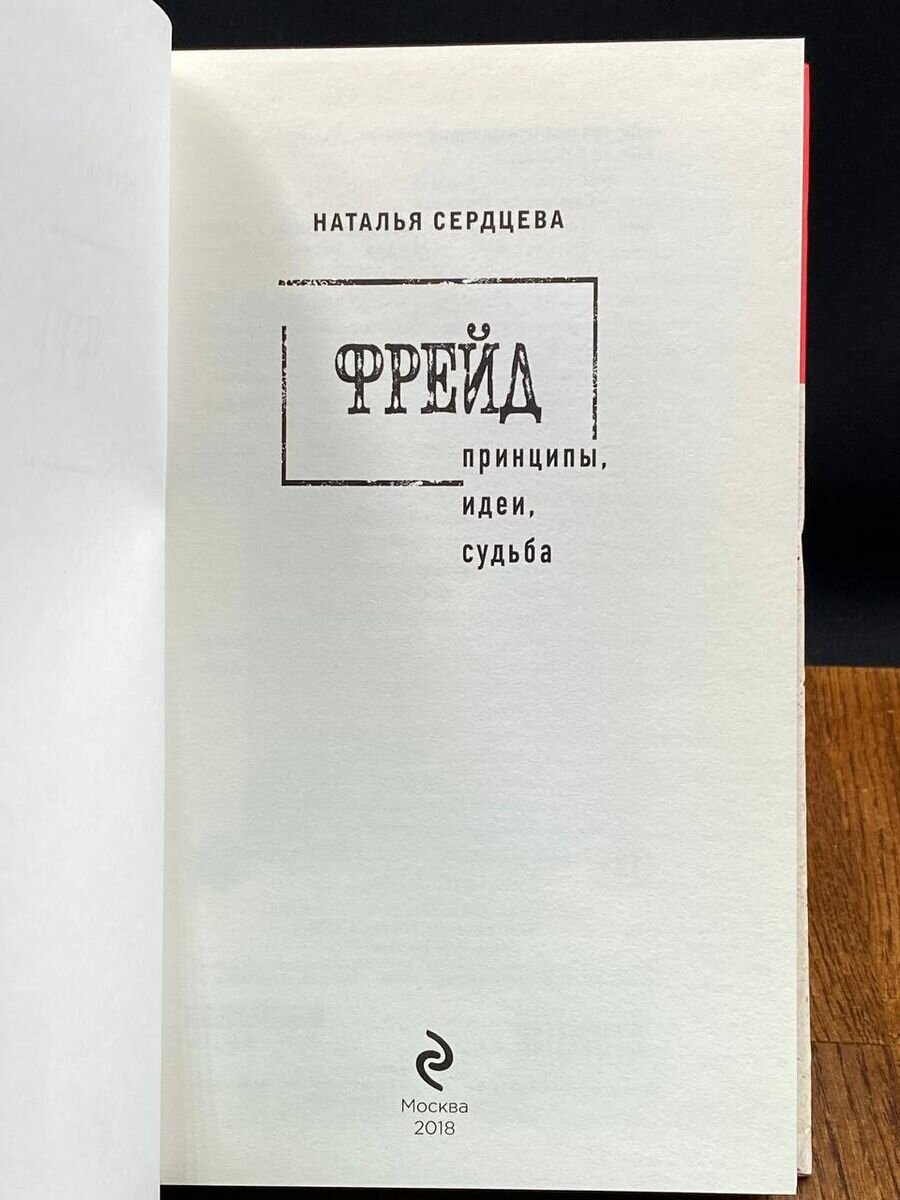 НАТАЛЬЯ СЕРДЦЕВА
ФРЕЙД
принципы,
идеи,
судьба
Москва
2018